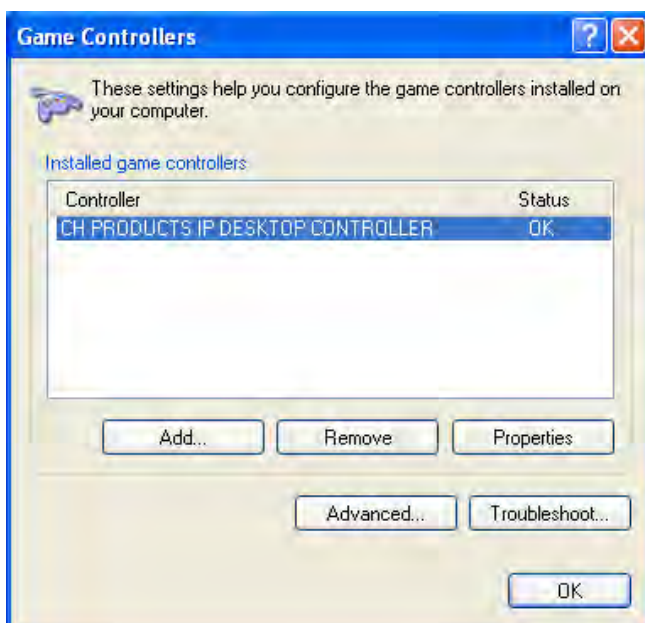 Game Controllers
These settings help you configure the game controllers installed on
your computer.
Installed game controllers
Controller Status
CH PRODUCTS IP DESKTOP CONTROLLER OK
Add... Remove Properties
Advanced... Troubleshoot...
OK